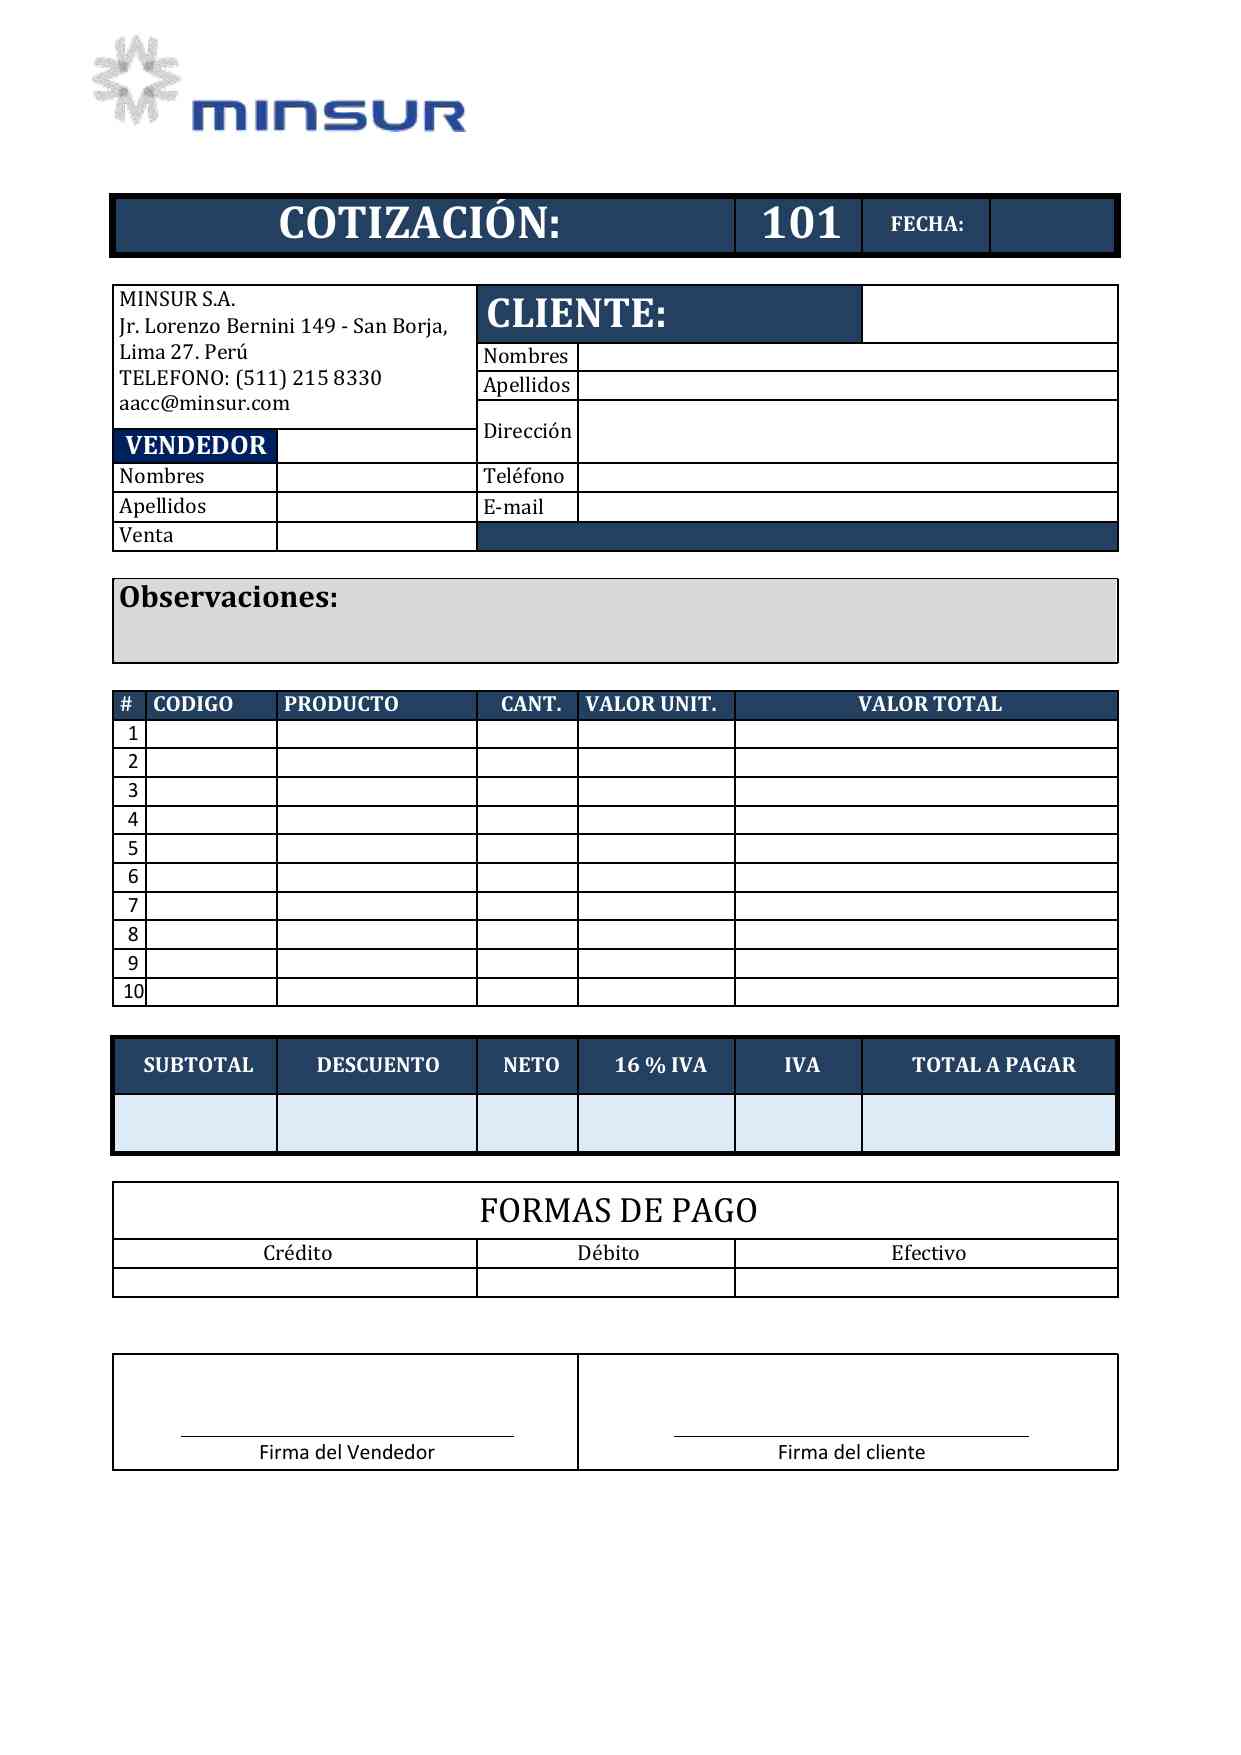 MINSUR
COTIZACIÓN: 101 FECHA:
MINSUR S.A.
Jr. Lorenzo Bernini 149 - San Borja,
Lima 27. Perú
TELEFONO: (511) 215 8330
aacc@minsur.com
VENDEDOR
Nombres
Apellidos
Venta
CLIENTE:
Nombres
Apellidos
Dirección
Teléfono
E-mail
Observaciones:
# CODIGO PRODUCTO CANT. VALOR UNIT. VALOR TOTAL
1
2
3
4
5
6
7
8
9
10
SUBTOTAL DESCUENTO NETO 16 % IVA IVA TOTAL A PAGAR
FORMAS DE PAGO
Crédito Débito Efectivo
Firma del Vendedor Firma del cliente